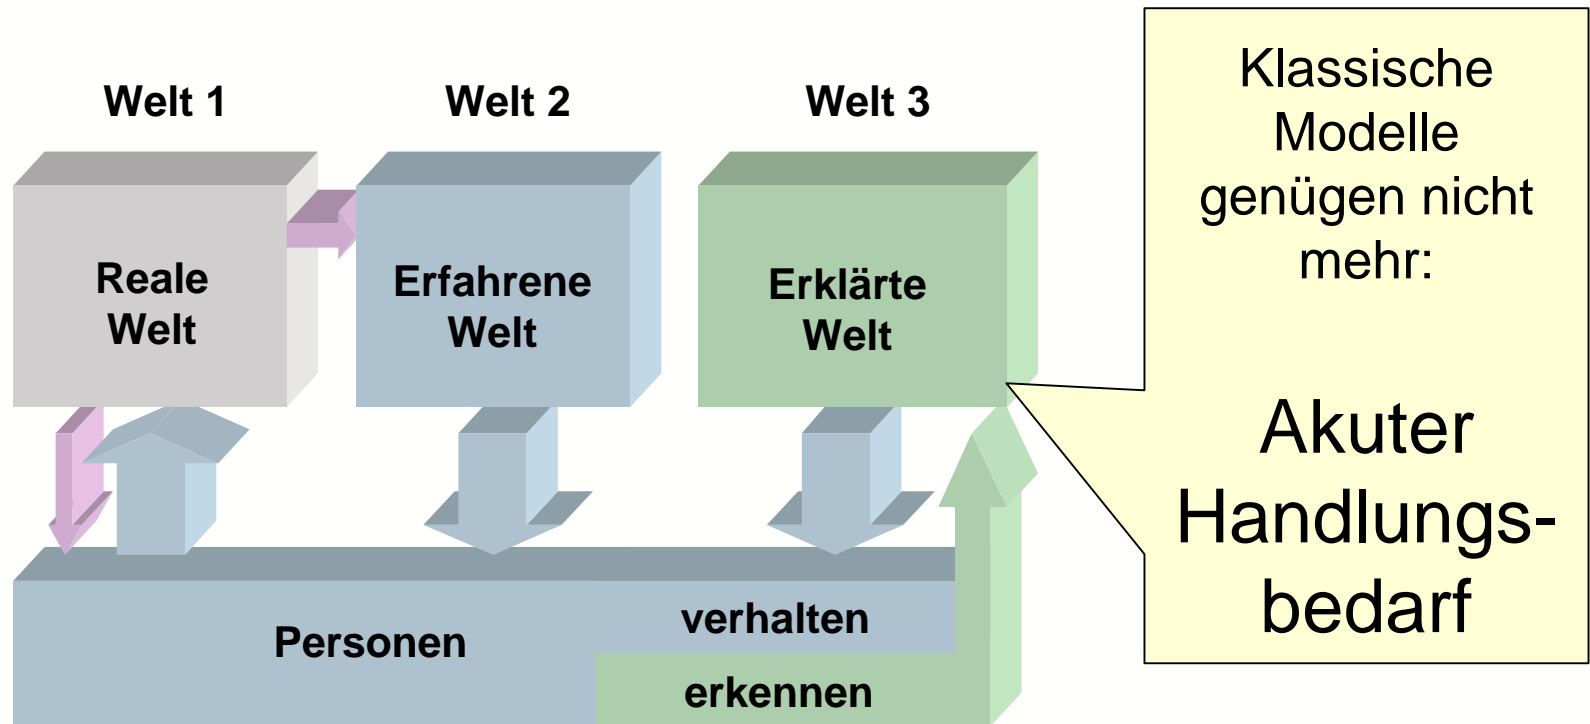 Welt 1
Welt 2
Welt 3
Reale
Welt
Erfahrene
Welt
Erklärte
Welt
Personen
verhalten
erkennen
Klassische
Modelle
genügen nicht
mehr:
Akuter
Handlungs-
bedarf